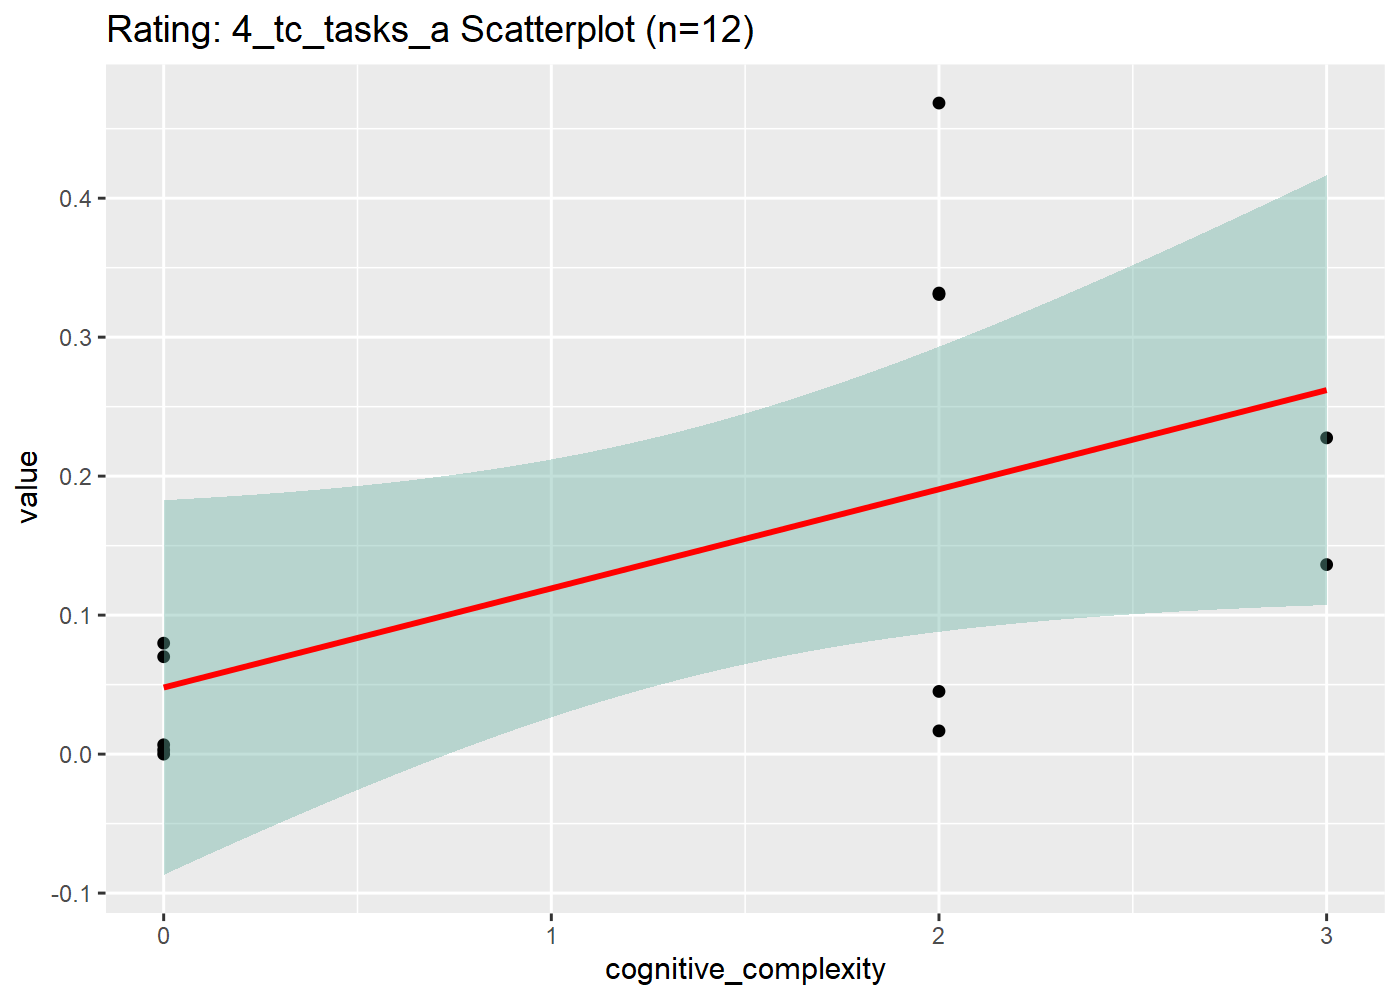 Rating: 4_tc_tasks_a Scatterplot (n=12)
value
0.4
0.3
0.2
0.1
0.0
-0.1
0 1 2 3
cognitive_complexity